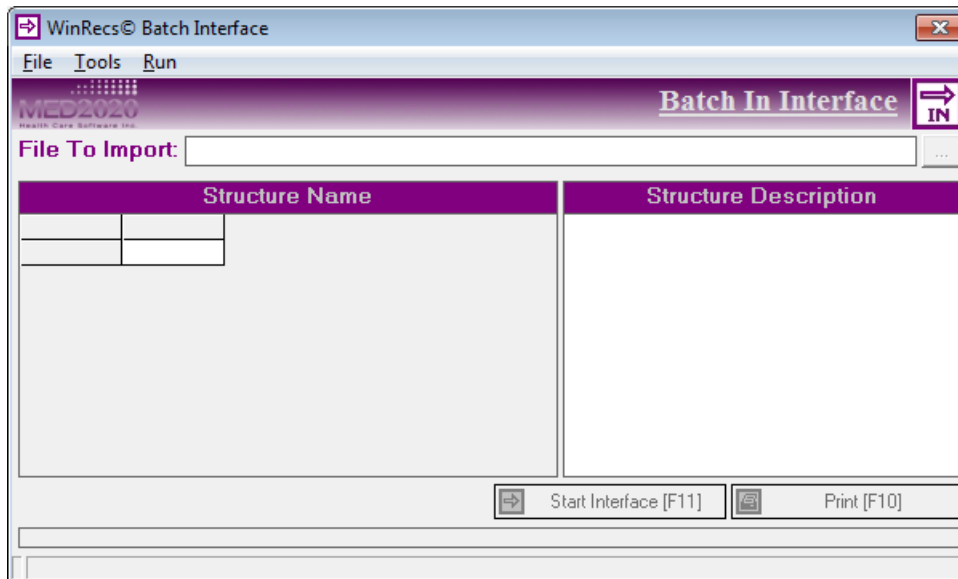 WinRecs© Batch Interface
File Tools Run
MED2020
Health Care Software Inc.
Batch In Interface
IN
File To Import:
...
Structure Name
Structure Description
Start Interface [F11]
Print [F10]